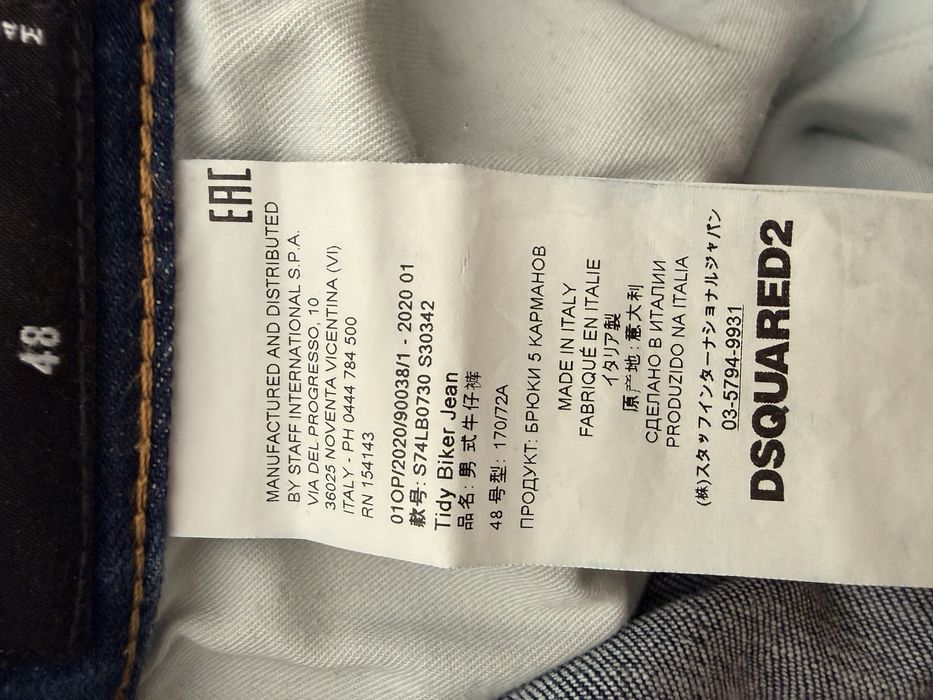 48
EAC
MANUFACTURED AND DISTRIBUTED
BY STAFF INTERNATIONAL S.P.A.
VIA DEL PROGRESSO, 10
36025 NOVENTA VICENTINA (VI)
ITALY - PH 0444 784 500
RN 154143
01OP/2020/90038/1 - 2020 01
款号: S74LB0730 S30342
Tidy Biker Jean
品名: 男 式牛仔裤
48 号型: 170/72A
ПРОДУКТ: БРЮКИ 5 КАРМАНОВ
MADE IN ITALY
FABRIQUÉ EN ITALIE
イタリア製
原产地: 意大利
СДЕЛАНО В ИТАЛИИ
PRODUZIDO NA ITALIA
(株)スタッフインターナショナルジャパン
03-5794-9931
DSQUARED2